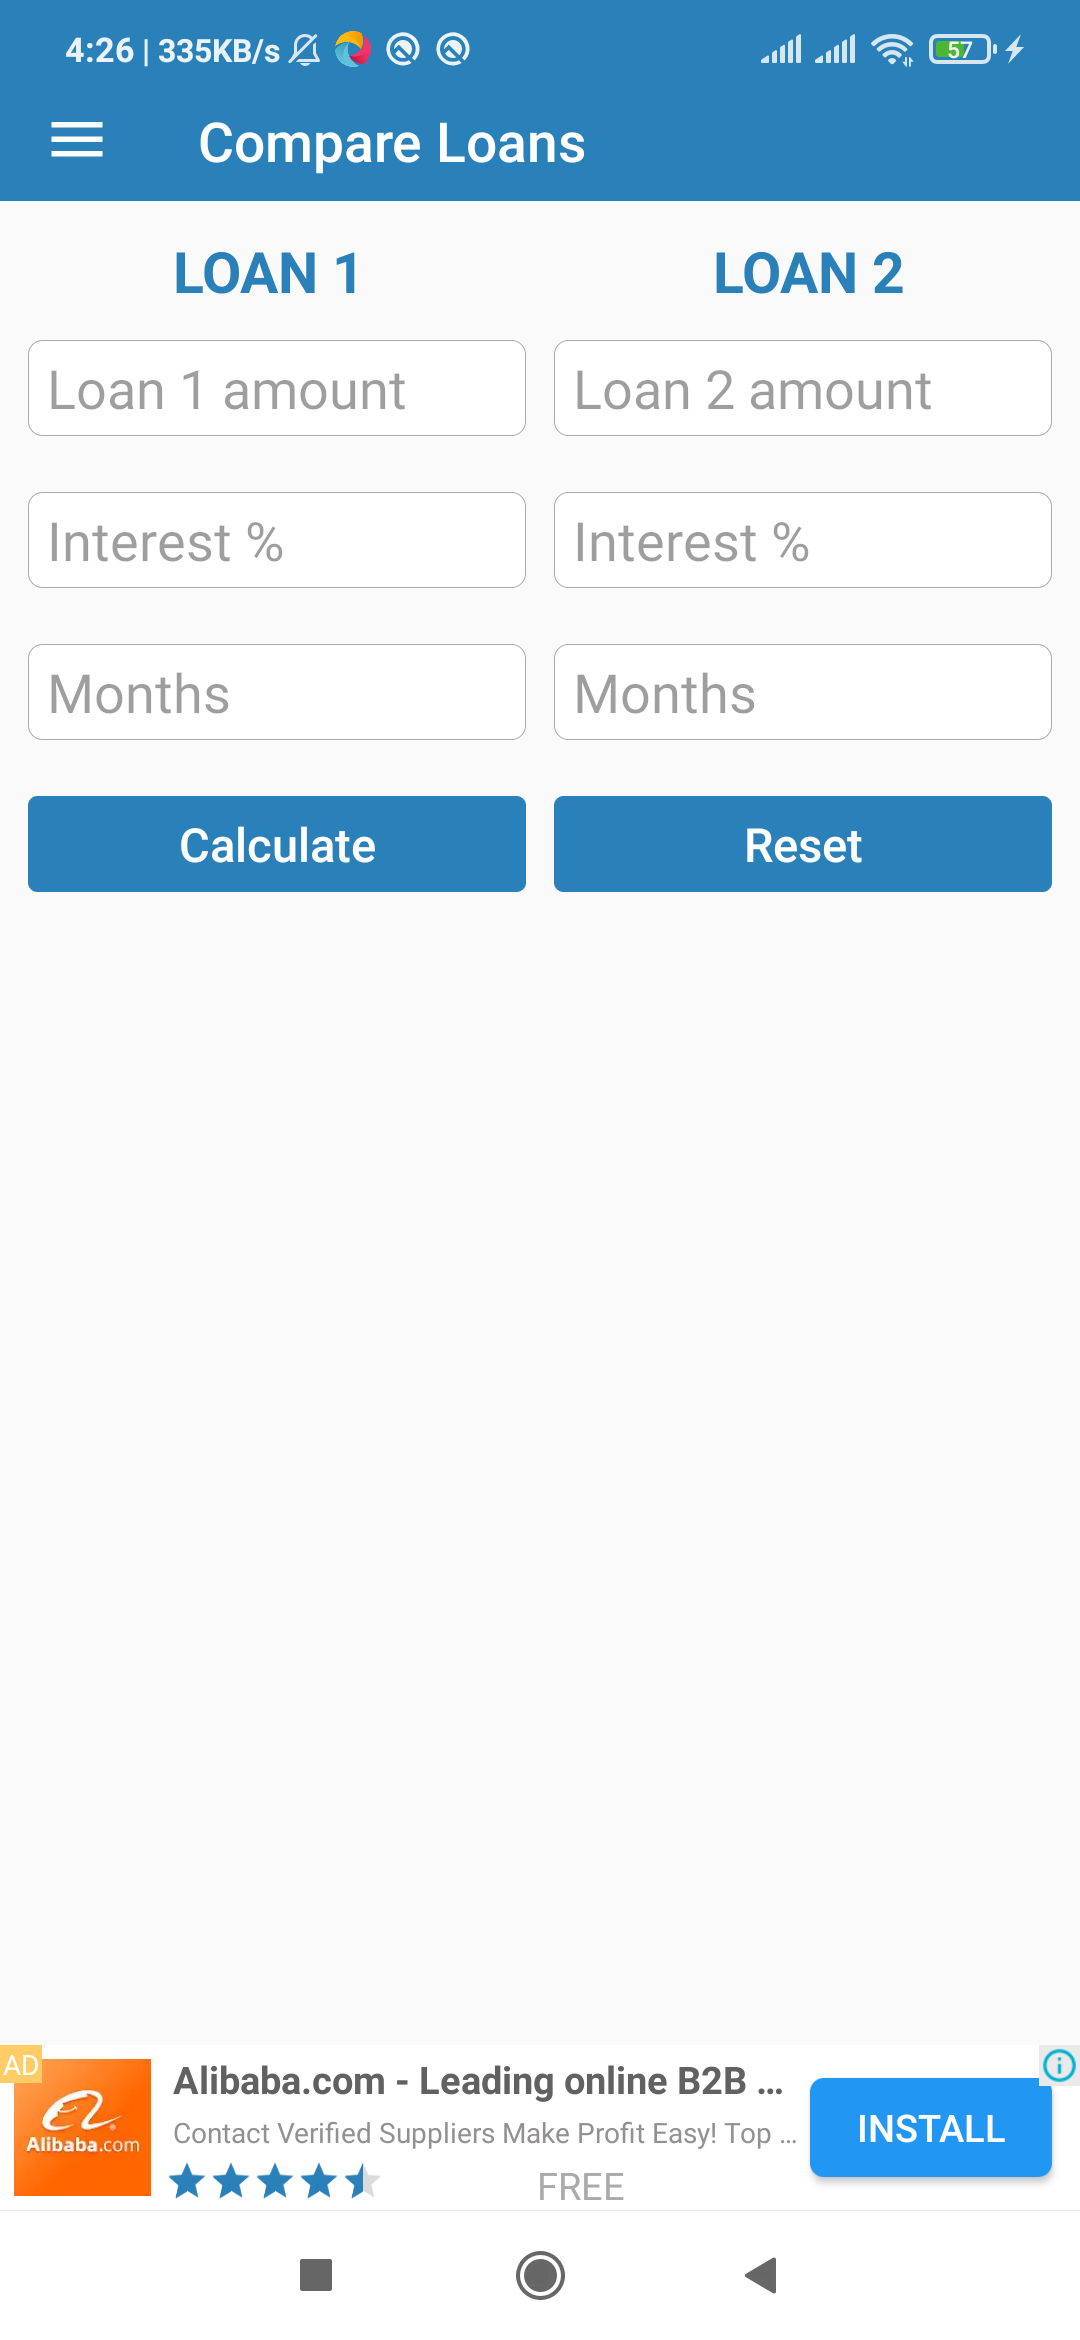 4:26 | 335KB/s
57
Compare Loans
LOAN 1
LOAN 2
Loan 1 amount
Loan 2 amount
Interest %
Interest %
Months
Months
Calculate
Reset
AD
Alibaba.com
Alibaba.com - Leading online B2B ...
Contact Verified Suppliers Make Profit Easy! Top ...
FREE
INSTALL